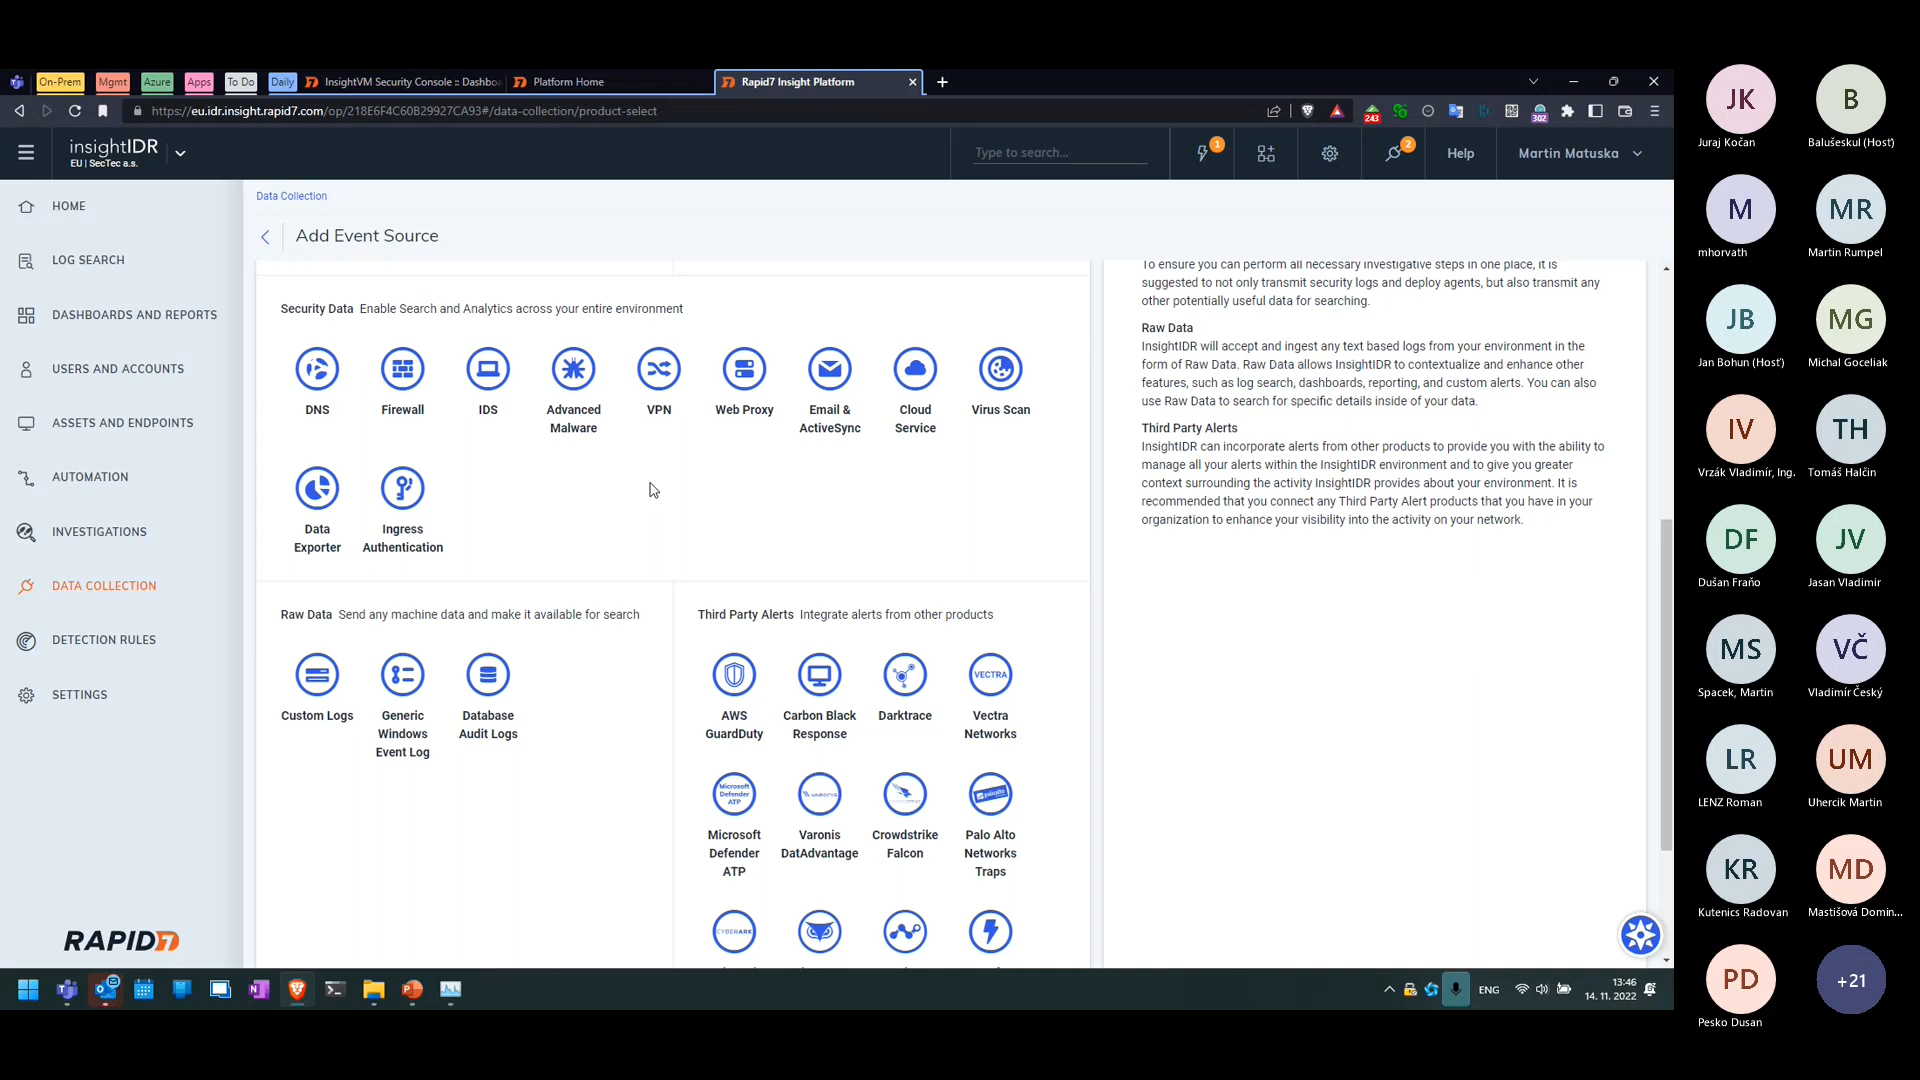 On-Prem Mgmt Azure Apps To Do Daily InsightVM Security Console :: Dashbo Platform Home Rapid7 Insight Platform
https://eu.idr.insight.rapid7.com/op/218E6F4C60B29927CA93#/data-collection/product-select
243
302
insightIDR
EU | SecTec a.s.
Type to search...
1
2
Help
Martin Matuska
HOME
LOG SEARCH
DASHBOARDS AND REPORTS
USERS AND ACCOUNTS
ASSETS AND ENDPOINTS
AUTOMATION
INVESTIGATIONS
DATA COLLECTION
DETECTION RULES
SETTINGS
RAPID7
Data Collection
Add Event Source
Security Data Enable Search and Analytics across your entire environment
DNS
Firewall
IDS
Advanced
Malware
VPN
Web Proxy
Email &
ActiveSync
Cloud
Service
Virus Scan
Data
Exporter
Ingress
Authentication
Raw Data Send any machine data and make it available for search
Custom Logs
Generic
Windows
Event Log
Database
Audit Logs
Third Party Alerts Integrate alerts from other products
AWS
GuardDuty
Carbon Black
Response
Darktrace
VECTRA
Vectra
Networks
Microsoft
Defender
ATP
Microsoft
Defender
ATP
VARONIS
Varonis
DatAdvantage
Crowdstrike
Falcon
paloalto
Palo Alto
Networks
Traps
CYBERARK
To ensure you can perform all necessary investigative steps in one place, it is
suggested to not only transmit security logs and deploy agents, but also transmit any
other potentially useful data for searching.
Raw Data
InsightIDR will accept and ingest any text based logs from your environment in the
form of Raw Data. Raw Data allows InsightIDR to contextualize and enhance other
features, such as log search, dashboards, reporting, and custom alerts. You can also
use Raw Data to search for specific details inside of your data.
Third Party Alerts
InsightIDR can incorporate alerts from other products to provide you with the ability to
manage all your alerts within the InsightIDR environment and to give you greater
context surrounding the activity InsightIDR provides about your environment. It is
recommended that you connect any Third Party Alert products that you have in your
organization to enhance your visibility into the activity on your network.
ENG
13:46
14. 11. 2022
JK
Juraj Kočan
B
Balušeskul (Hosť)
M
mhorvath
MR
Martin Rumpel
JB
Jan Bohun (Hosť)
MG
Michal Goceliak
IV
Vrzák Vladimír, Ing.
TH
Tomáš Halčin
DF
Dušan Fraňo
JV
Jasan Vladimir
MS
Spacek, Martin
VČ
Vladimír Český
LR
LENZ Roman
UM
Uhercik Martin
KR
Kutenics Radovan
MD
Mastišová Domin...
PD
Pesko Dusan
+21